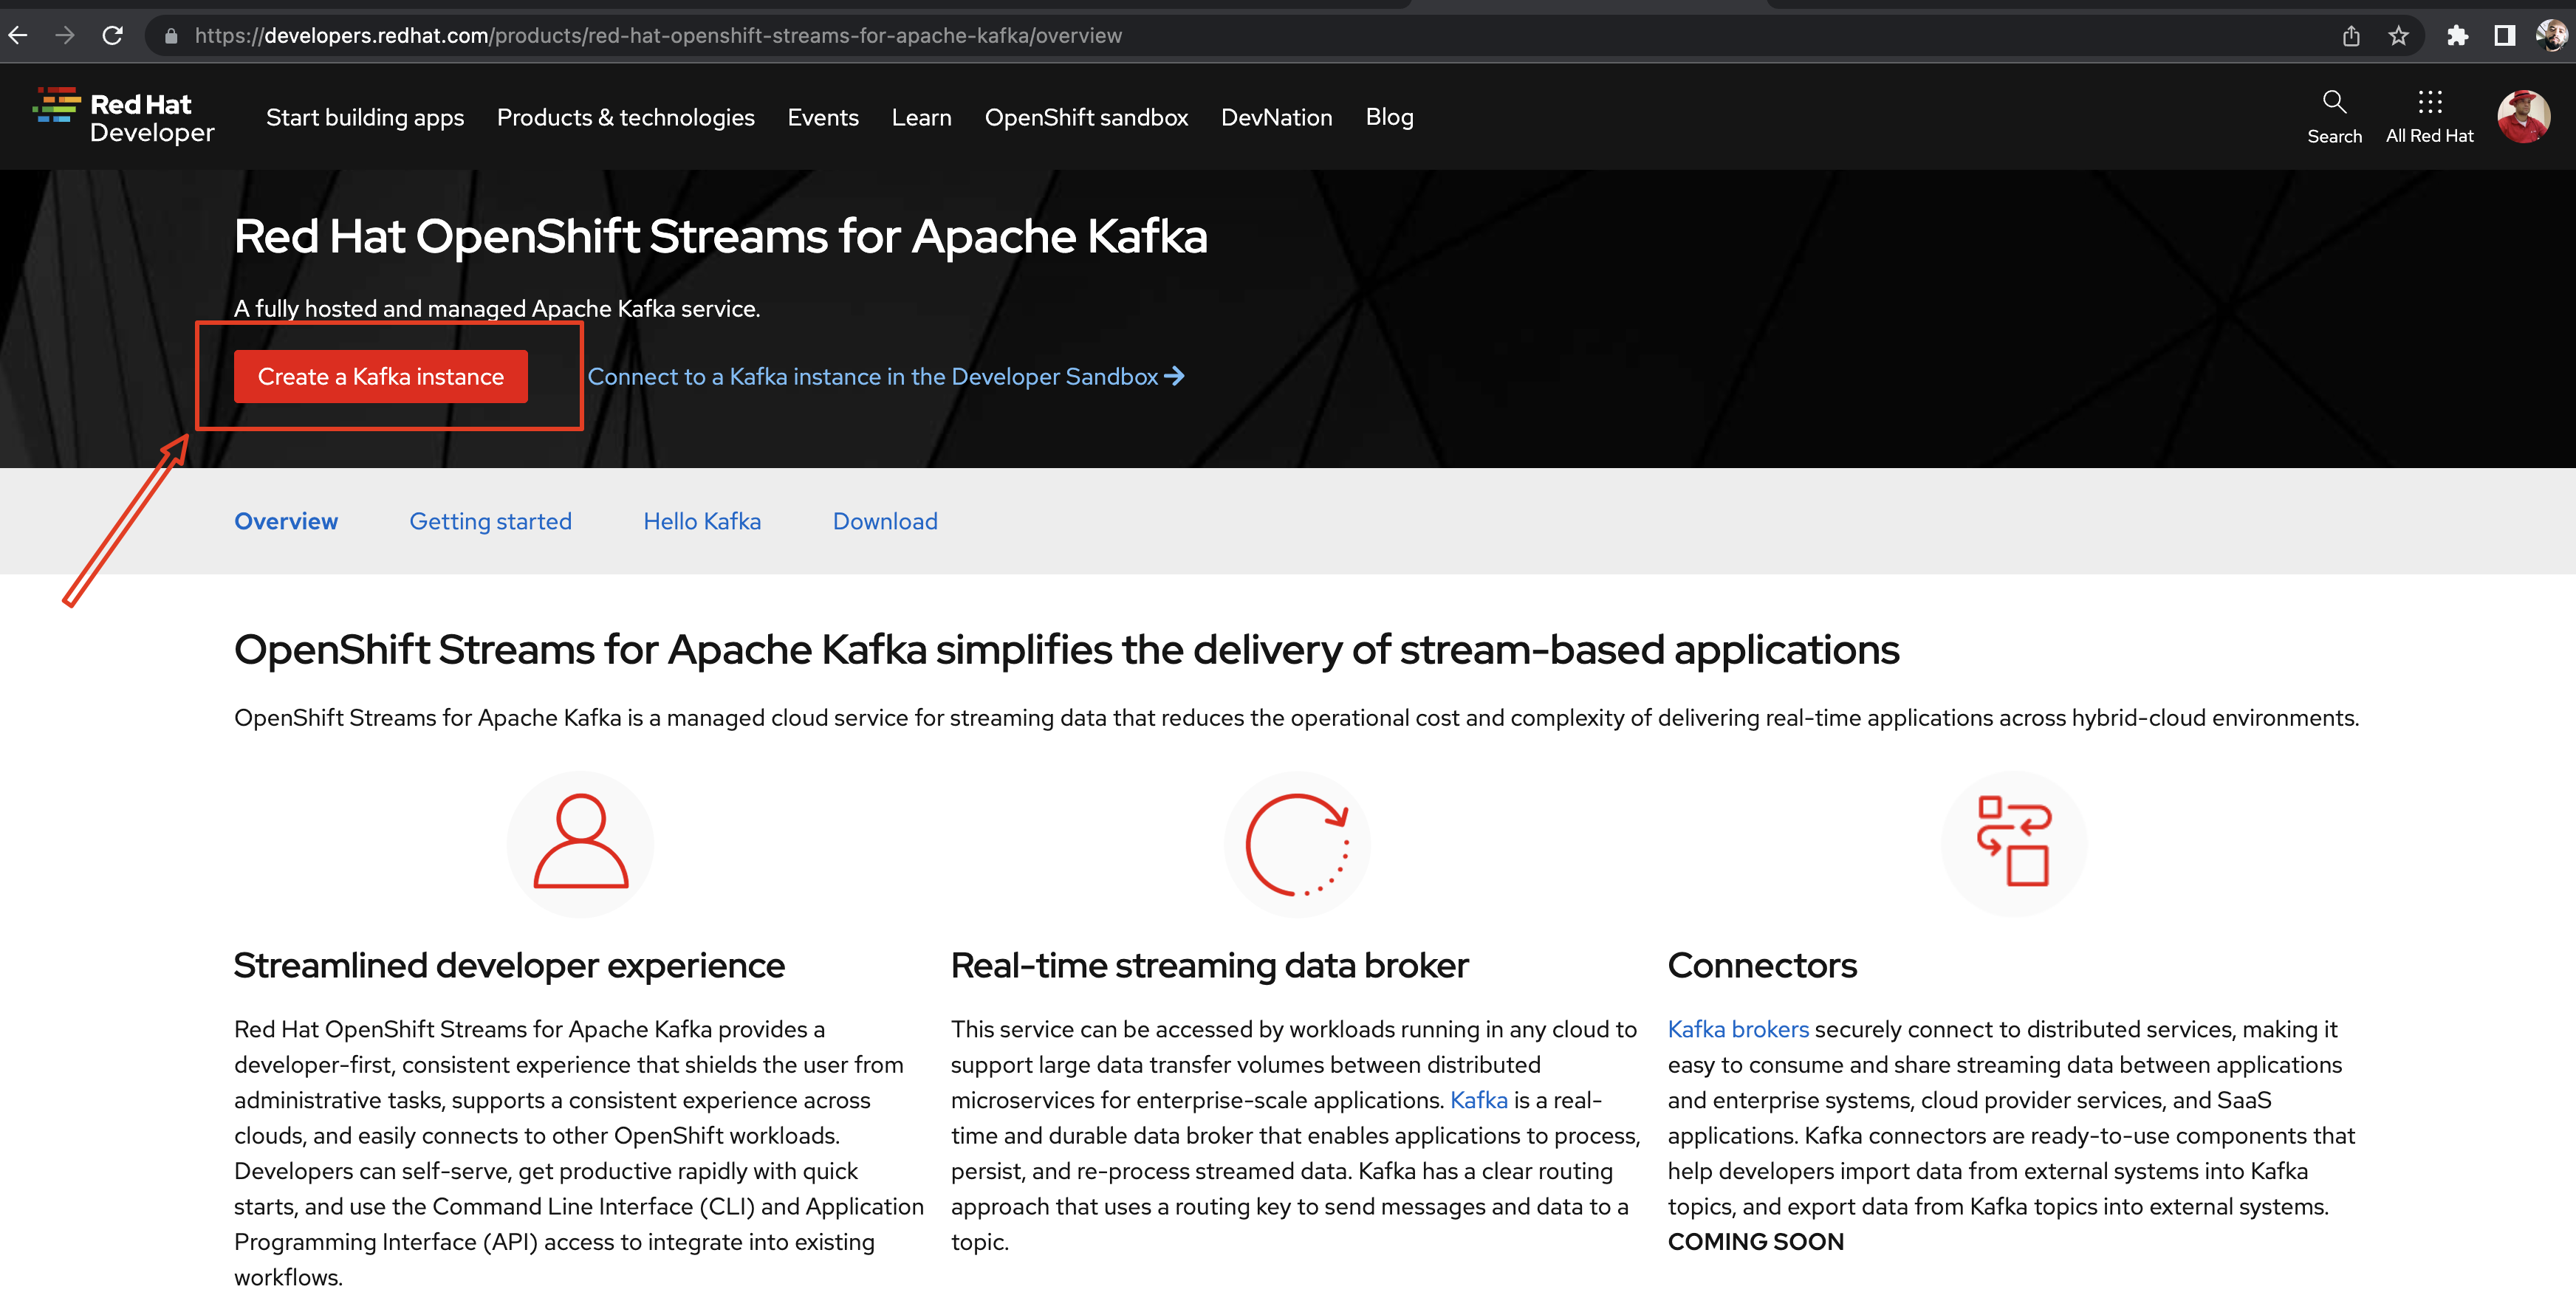 https://developers.redhat.com/products/red-hat-openshift-streams-for-apache-kafka/overview
Red Hat
Developer
Start building apps
Products & technologies
Events
Learn
OpenShift sandbox
DevNation
Blog
Search
All Red Hat
Red Hat OpenShift Streams for Apache Kafka
A fully hosted and managed Apache Kafka service.
Create a Kafka instance
Connect to a Kafka instance in the Developer Sandbox
Overview
Getting started
Hello Kafka
Download
OpenShift Streams for Apache Kafka simplifies the delivery of stream-based applications
OpenShift Streams for Apache Kafka is a managed cloud service for streaming data that reduces the operational cost and complexity of delivering real-time applications across hybrid-cloud environments.
Streamlined developer experience
Red Hat OpenShift Streams for Apache Kafka provides a
developer-first, consistent experience that shields the user from
administrative tasks, supports a consistent experience across
clouds, and easily connects to other OpenShift workloads.
Developers can self-serve, get productive rapidly with quick
starts, and use the Command Line Interface (CLI) and Application
Programming Interface (API) access to integrate into existing
workflows.
Real-time streaming data broker
This service can be accessed by workloads running in any cloud to
support large data transfer volumes between distributed
microservices for enterprise-scale applications. Kafka is a real-
time and durable data broker that enables applications to process,
persist, and re-process streamed data. Kafka has a clear routing
approach that uses a routing key to send messages and data to a
topic.
Connectors
Kafka brokers securely connect to distributed services, making it
easy to consume and share streaming data between applications
and enterprise systems, cloud provider services, and SaaS
applications. Kafka connectors are ready-to-use components that
help developers import data from external systems into Kafka
topics, and export data from Kafka topics into external systems.
COMING SOON